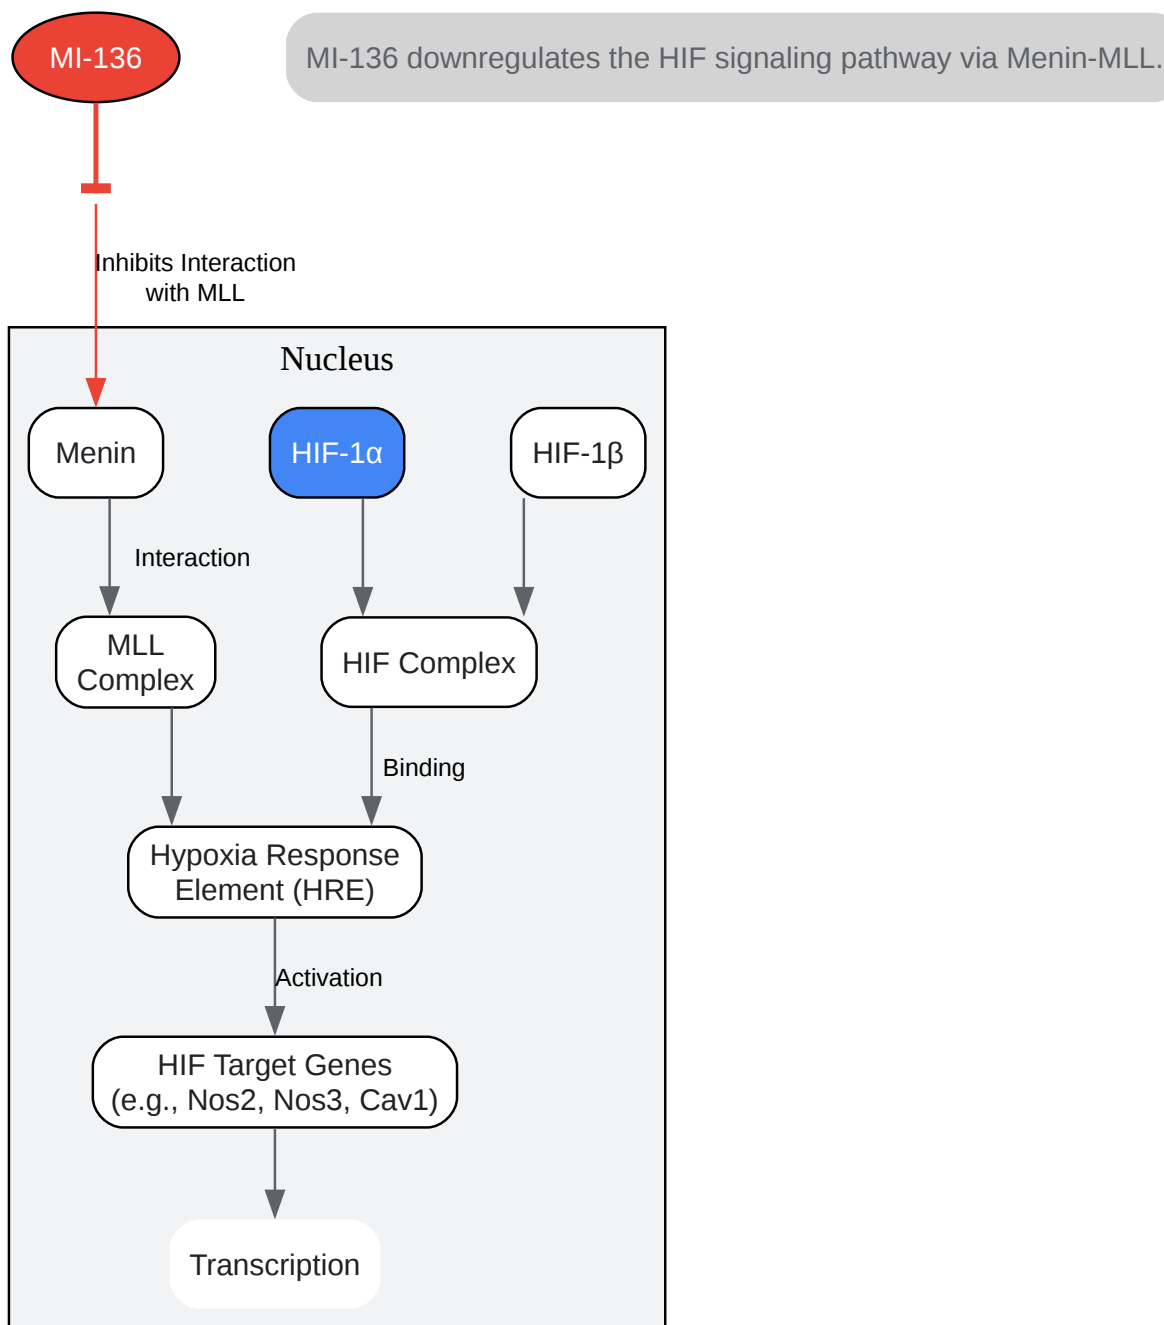 MI-136
MI-136 downregulates the HIF signaling pathway via Menin-MLL.
Inhibits Interaction
with MLL
Nucleus
Menin
HIF-1α
HIF-1β
Interaction
MLL
Complex
HIF Complex
Binding
Hypoxia Response
Element (HRE)
Activation
HIF Target Genes
(e.g., Nos2, Nos3, Cav1)
Transcription